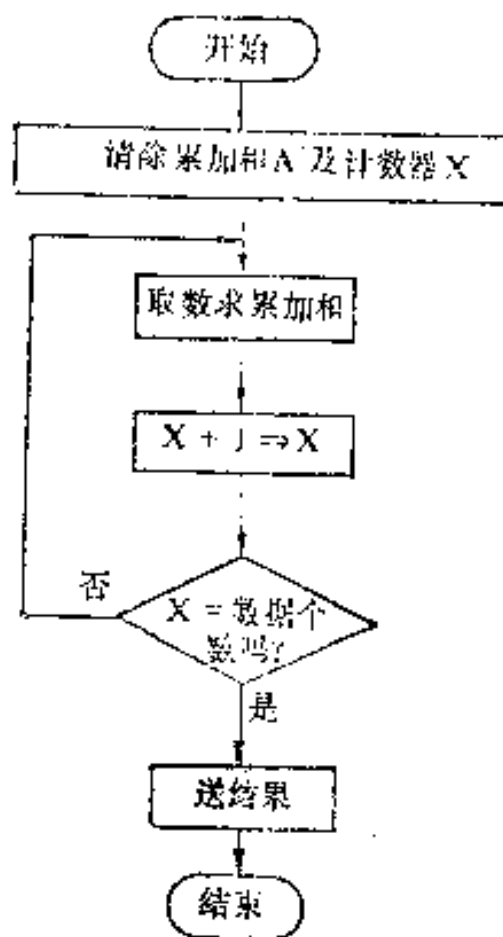 开始
清除累加和A及计数器X
取数求累加和
X + 1 ⇒ X
否
X = 数据个
数吗?
是
送结果
结束